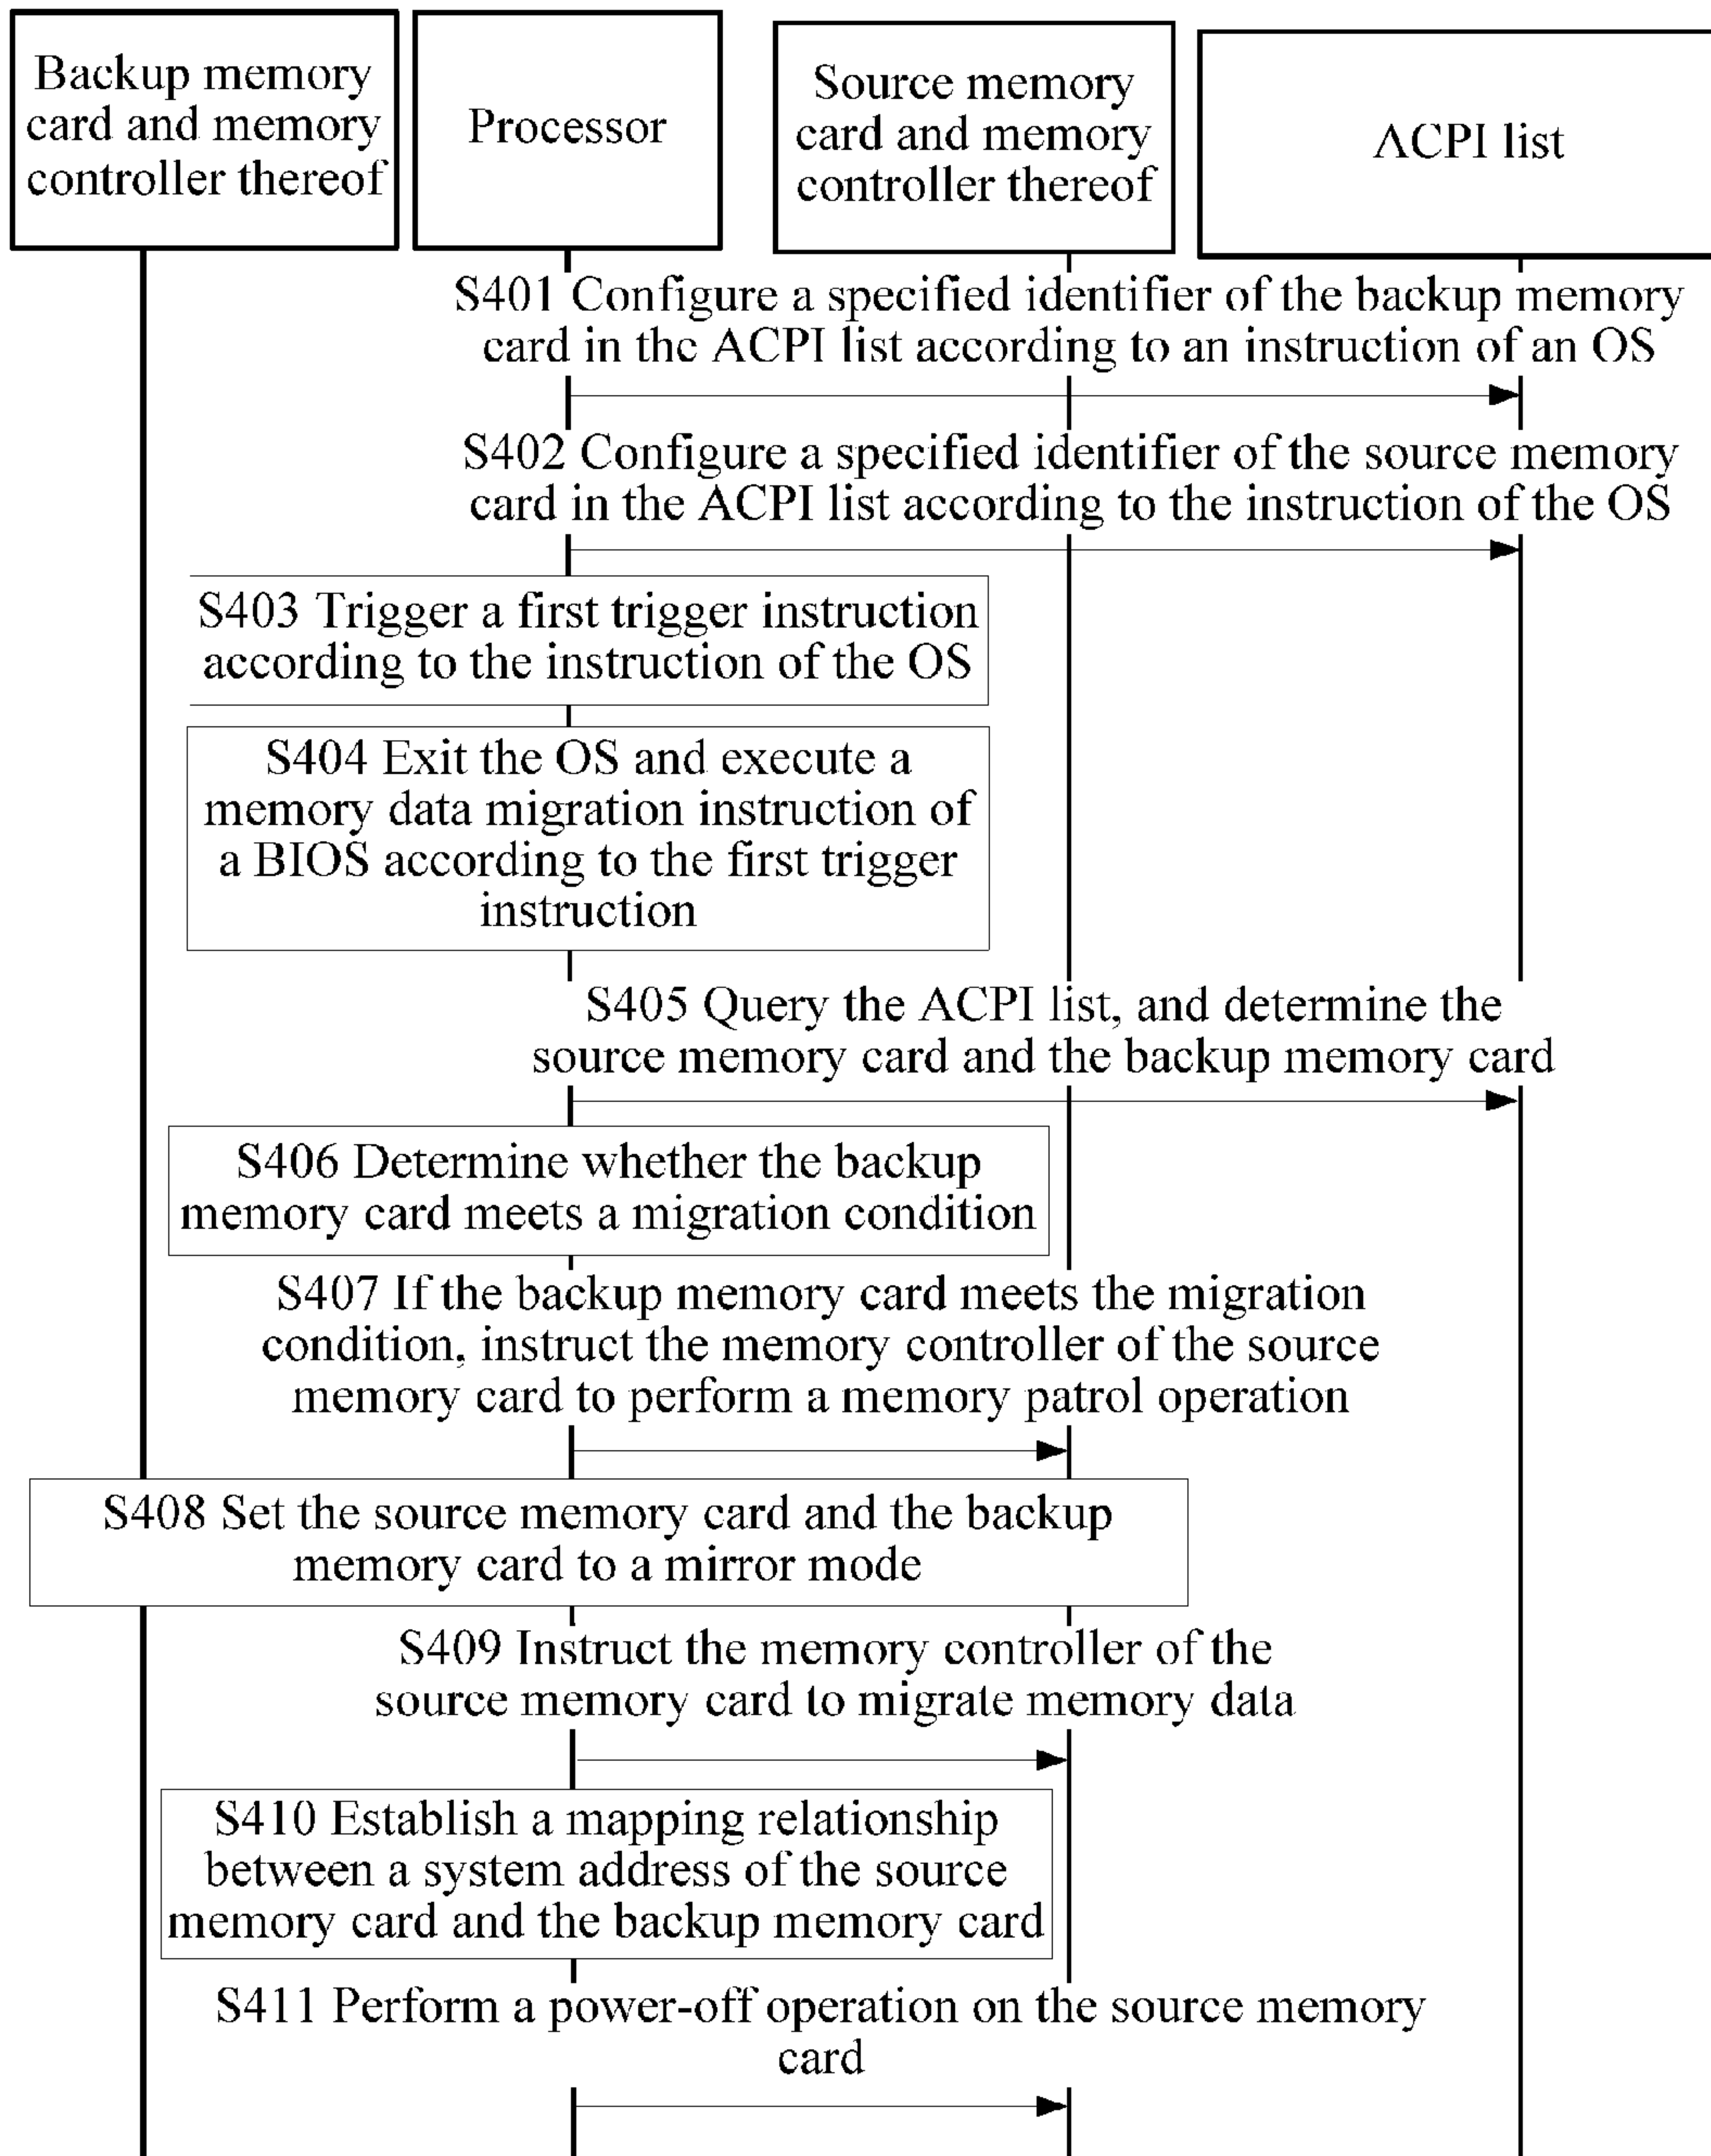 Backup memory
card and memory
controller thereof
Processor
Source memory
card and memory
controller thereof
ACPI list
S401 Configure a specified identifier of the backup memory
card in the ACPI list according to an instruction of an OS
S402 Configure a specified identifier of the source memory
card in the ACPI list according to the instruction of the OS
S403 Trigger a first trigger instruction
according to the instruction of the OS
S404 Exit the OS and execute a
memory data migration instruction of
a BIOS according to the first trigger
instruction
S405 Query the ACPI list, and determine the
source memory card and the backup memory card
S406 Determine whether the backup
memory card meets a migration condition
S407 If the backup memory card meets the migration
condition, instruct the memory controller of the source
memory card to perform a memory patrol operation
S408 Set the source memory card and the backup
memory card to a mirror mode
S409 Instruct the memory controller of the
source memory card to migrate memory data
S410 Establish a mapping relationship
between a system address of the source
memory card and the backup memory card
S411 Perform a power-off operation on the source memory
card